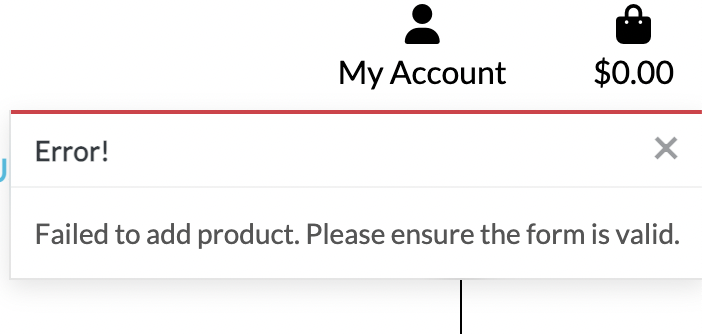 My Account
$0.00
Error!
Failed to add product. Please ensure the form is valid.